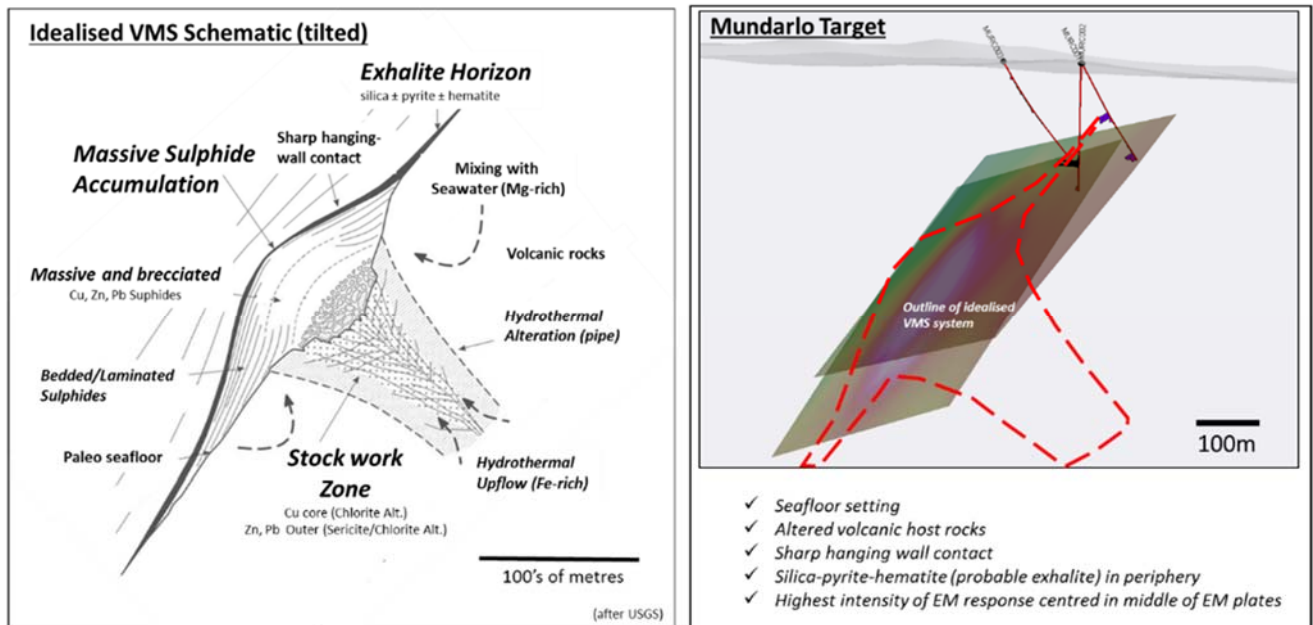 Idealised VMS Schematic (tilted)
Exhalite Horizon
silica ± pyrite ± hematite
Sharp hanging-
wall contact
Massive Sulphide
Accumulation
Mixing with
Seawater (Mg-rich)
Volcanic rocks
Massive and brecciated
Cu, Zn, Pb Suphides
Hydrothermal
Alteration (pipe)
Bedded/Laminated
Sulphides
Paleo seafloor
Stock work
Zone
Cu core (Chlorite Alt.)
Zn, Pb Outer (Sericite/Chlorite Alt.)
Hydrothermal
Upflow (Fe-rich)
100's of metres
(after USGS)
Mundarlo Target
Outline of idealised
VMS system
100m
✓ Seafloor setting
✓ Altered volcanic host rocks
✓ Sharp hanging wall contact
✓ Silica-pyrite-hematite (probable exhalite) in periphery
✓ Highest intensity of EM response centred in middle of EM plates